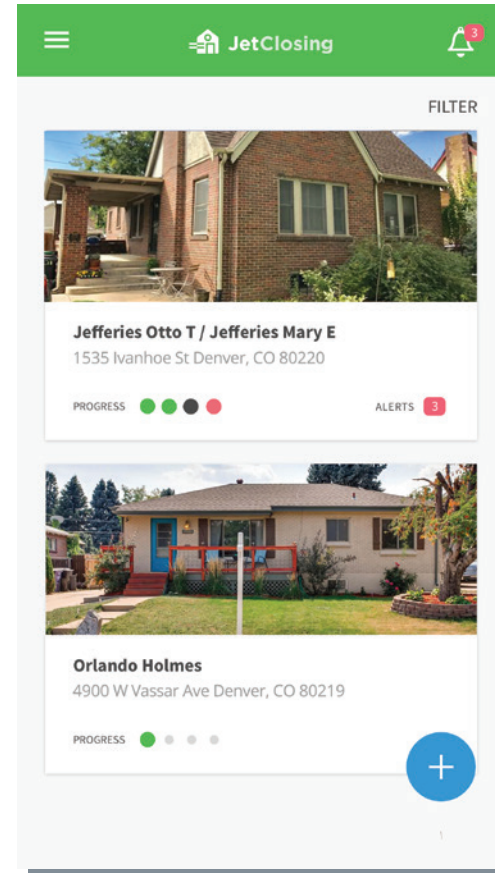 JetClosing
3
FILTER
Jefferies Otto T / Jefferies Mary E
1535 Ivanhoe St Denver, CO 80220
PROGRESS ALERTS 3
Orlando Holmes
4900 W Vassar Ave Denver, CO 80219
PROGRESS